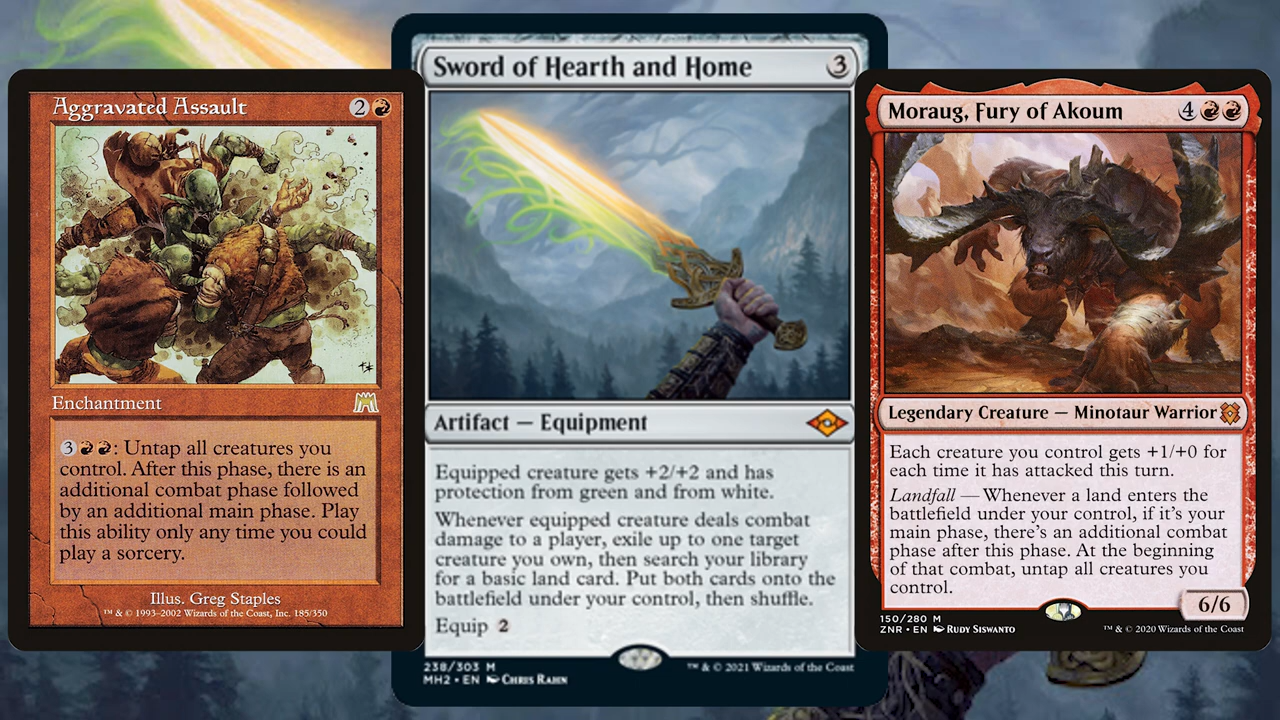 Aggravated Assault 2
Enchantment
3: Untap all creatures you
control. After this phase, there is an
additional combat phase followed
by an additional main phase. Play
this ability only any time you could
play a sorcery.
Illus. Greg Staples
™ & © 1993-2002 Wizards of the Coast, Inc. 185/350
Sword of Hearth and Home 3
Artifact — Equipment
Equipped creature gets +2/+2 and has
protection from green and from white.
Whenever equipped creature deals combat
damage to a player, exile up to one target
creature you own, then search your library
for a basic land card. Put both cards onto the
battlefield under your control, then shuffle.
Equip 2
238/303 M
MH2 • EN Chris Rahn
™ & © 2021 Wizards of the Coast
Moraug, Fury of Akoum 4
Legendary Creature — Minotaur Warrior
Each creature you control gets +1/+0 for
each time it has attacked this turn.
Landfall — Whenever a land enters the
battlefield under your control, if it's your
main phase, there's an additional combat
phase after this phase. At the beginning
of that combat, untap all creatures you
control.
6/6
150/280 M
ZNR • EN Rudy Siswanto
™ & © 2020 Wizards of the Coast